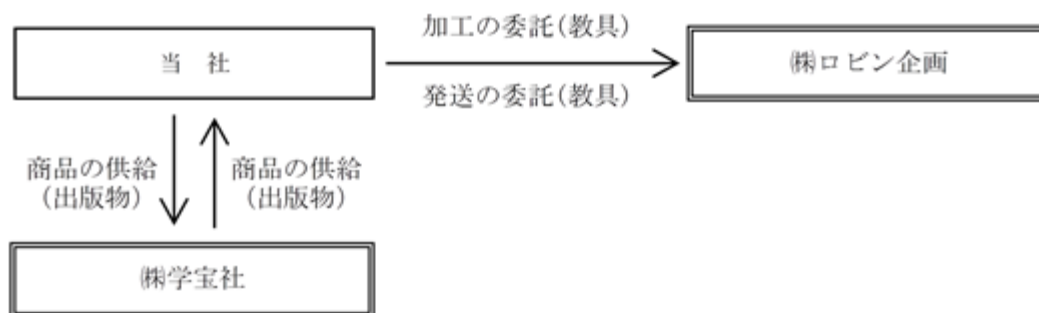 加工の委託(教具)
当 社
㈱ロビン企画
発送の委託(教具)
商品の供給
(出版物)
商品の供給
(出版物)
㈱学宝社